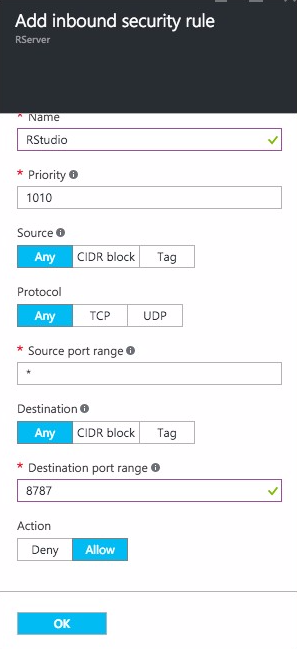 Add inbound security rule
RServer
* Name
RStudio
* Priority
1010
Source
Any CIDR block Tag
Protocol
Any TCP UDP
* Source port range
*
Destination
Any CIDR block Tag
* Destination port range
8787
Action
Deny Allow
OK